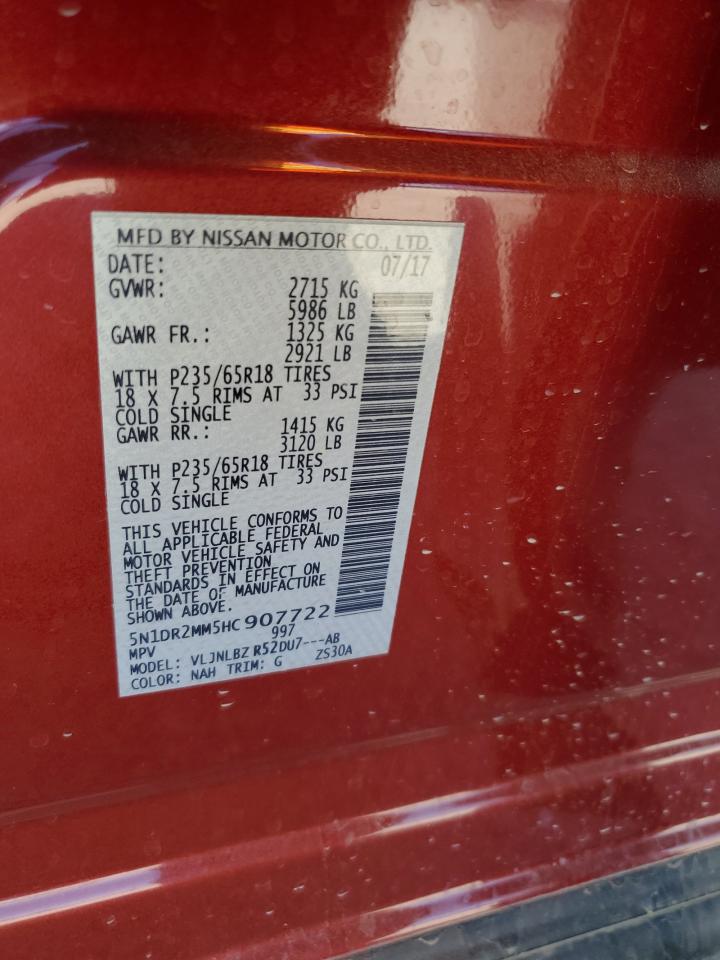 MFD BY NISSAN MOTOR CO., LTD.
DATE: 07/17
GVWR: 2715 KG
5986 LB
GAWR FR.: 1325 KG
2921 LB
WITH P235/65R18 TIRES
18 X 7.5 RIMS AT 33 PSI
COLD SINGLE
GAWR RR.: 1415 KG
3120 LB
WITH P235/65R18 TIRES
18 X 7.5 RIMS AT 33 PSI
COLD SINGLE
THIS VEHICLE CONFORMS TO
ALL APPLICABLE FEDERAL
MOTOR VEHICLE SAFETY AND
THEFT PREVENTION
STANDARDS IN EFFECT ON
THE DATE OF MANUFACTURE
SHOWN ABOVE.
5N1DR2MM5HC907722
MPV 997
MODEL: VLJNLBZ R52DU7---AB
COLOR: NAH TRIM: G ZS30A